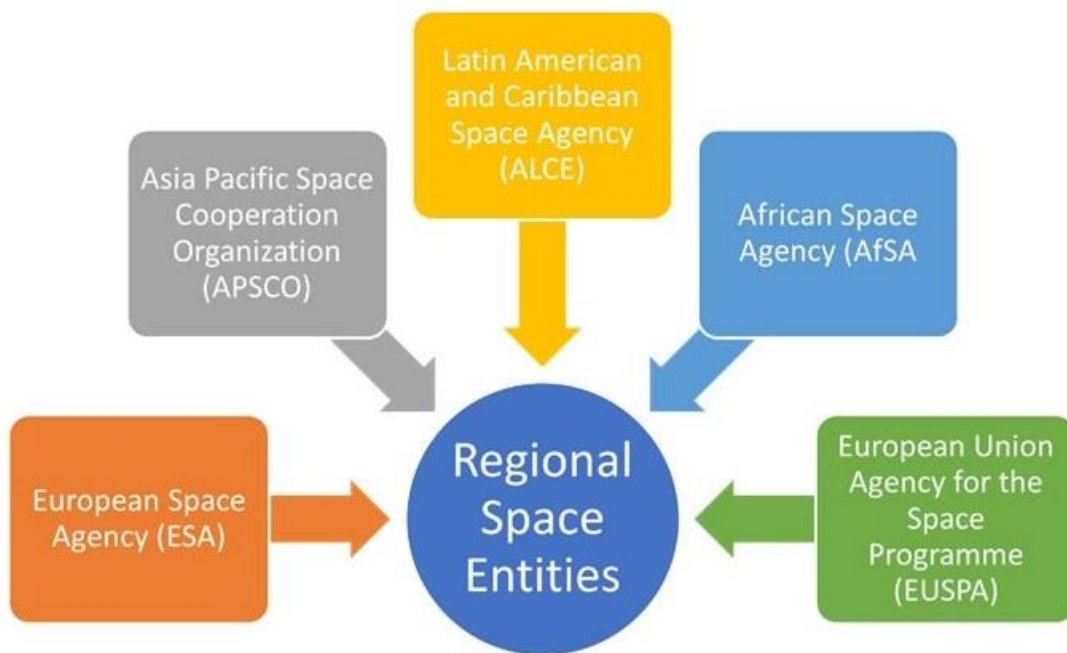 Latin American
and Caribbean
Space Agency
(ALCE)
Asia Pacific Space
Cooperation
Organization
(APSCO)
African Space
Agency (AfSA
European Space
Agency (ESA)
Regional
Space
Entities
European Union
Agency for the
Space
Programme
(EUSPA)